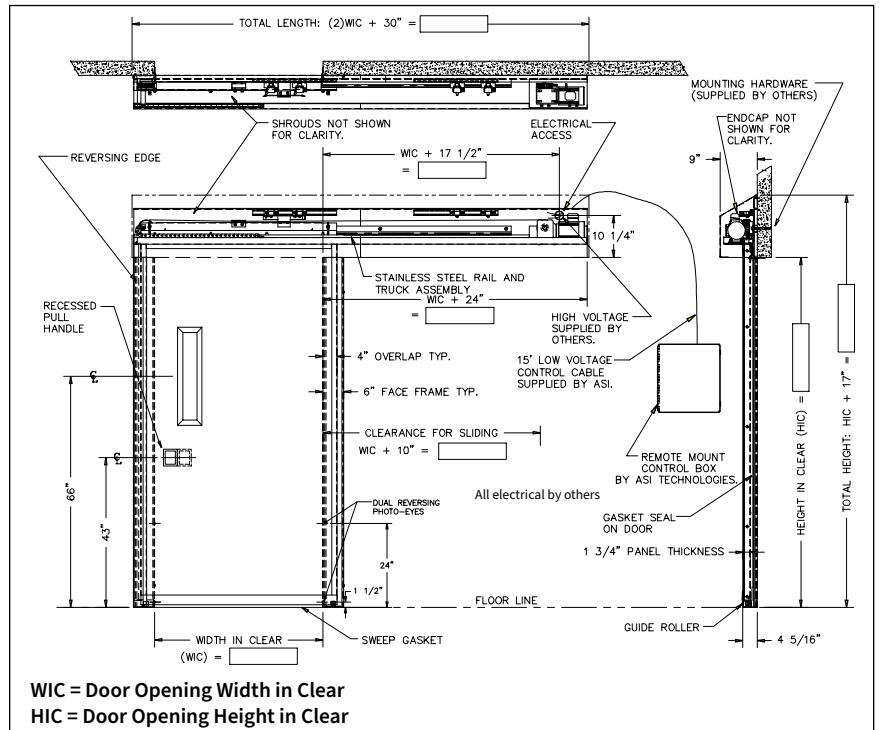 TOTAL LENGTH: (2)WIC + 30" =
MOUNTING HARDWARE
(SUPPLIED BY OTHERS)
SHROUDS NOT SHOWN
FOR CLARITY.
ELECTRICAL
ACCESS
ENDCAP NOT
SHOWN FOR
CLARITY.
REVERSING EDGE
WIC + 17 1/2"
=
9"
10 1/4"
STAINLESS STEEL RAIL AND
TRUCK ASSEMBLY
WIC + 24"
=
RECESSED
PULL
HANDLE
HIGH VOLTAGE
SUPPLIED BY
OTHERS.
4" OVERLAP TYP.
15' LOW VOLTAGE
CONTROL CABLE
SUPPLIED BY ASI.
6" FACE FRAME TYP.
CLEARANCE FOR SLIDING
WIC + 10" =
REMOTE MOUNT
CONTROL BOX
BY ASI TECHNOLOGIES.
All electrical by others
DUAL REVERSING
PHOTO-EYES
GASKET SEAL
ON DOOR
1 3/4" PANEL THICKNESS
HEIGHT IN CLEAR (HIC) =
TOTAL HEIGHT: HIC + 17" =
CL
CL
66"
43"
24"
1 1/2"
FLOOR LINE
GUIDE ROLLER
WIDTH IN CLEAR
(WIC) =
SWEEP GASKET
4 5/16"
WIC = Door Opening Width in Clear
HIC = Door Opening Height in Clear